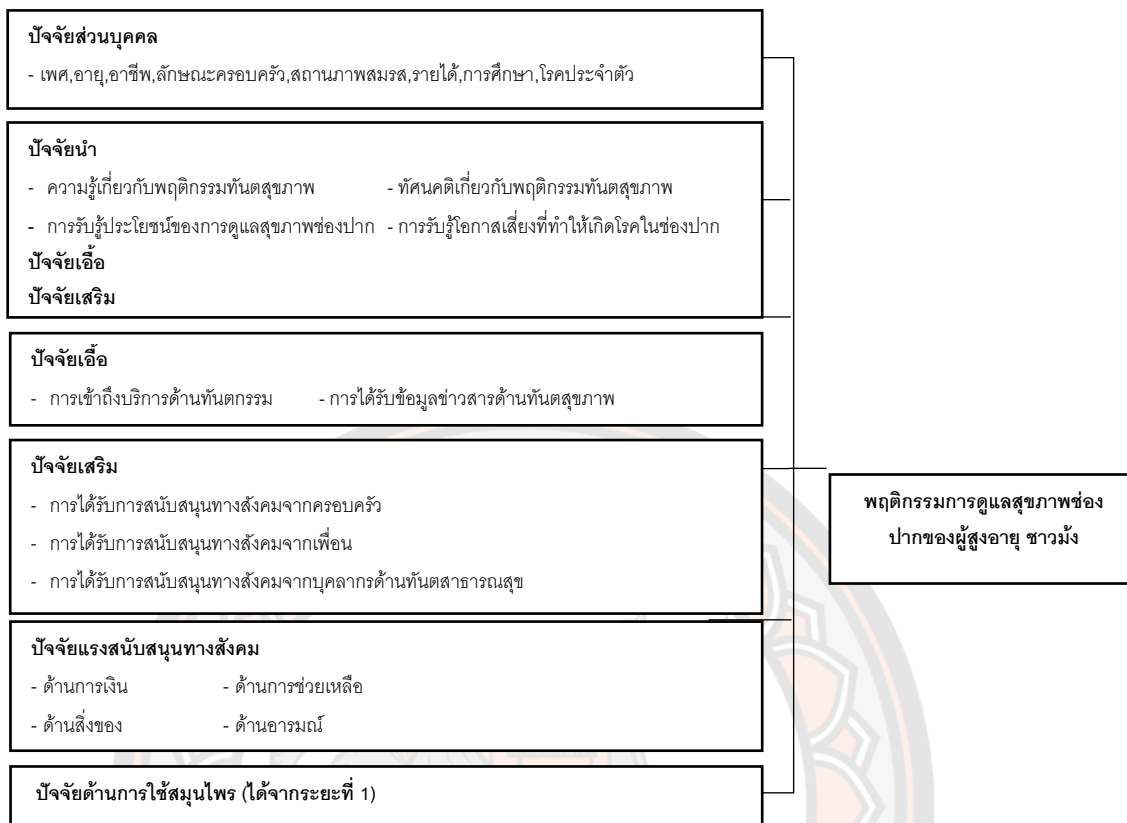 ปัจจัยส่วนบุคคล
- เพศ,อายุ,อาชีพ,ลักษณะครอบครัว,สถานภาพสมรส,รายได้,การศึกษา,โรคประจำตัว
ปัจจัยนำ
- ความรู้เกี่ยวกับพฤติกรรมทันตสุขภาพ - ทัศนคติเกี่ยวกับพฤติกรรมทันตสุขภาพ
- การรับรู้ประโยชน์ของการดูแลสุขภาพช่องปาก - การรับรู้โอกาสเสี่ยงที่ทำให้เกิดโรคในช่องปาก
ปัจจัยเอื้อ
ปัจจัยเสริม
ปัจจัยเอื้อ
- การเข้าถึงบริการด้านทันตกรรม - การได้รับข้อมูลข่าวสารด้านทันตสุขภาพ
ปัจจัยเสริม
- การได้รับการสนับสนุนทางสังคมจากครอบครัว
- การได้รับการสนับสนุนทางสังคมจากเพื่อน
- การได้รับการสนับสนุนทางสังคมจากบุคลากรด้านทันตสาธารณสุข
พฤติกรรมการดูแลสุขภาพช่อง
ปากของผู้สูงอายุ ชาวม้ง
ปัจจัยแรงสนับสนุนทางสังคม
- ด้านการเงิน - ด้านการช่วยเหลือ
- ด้านสิ่งของ - ด้านอารมณ์
ปัจจัยด้านการใช้สมุนไพร (ได้จากระยะที่ 1)